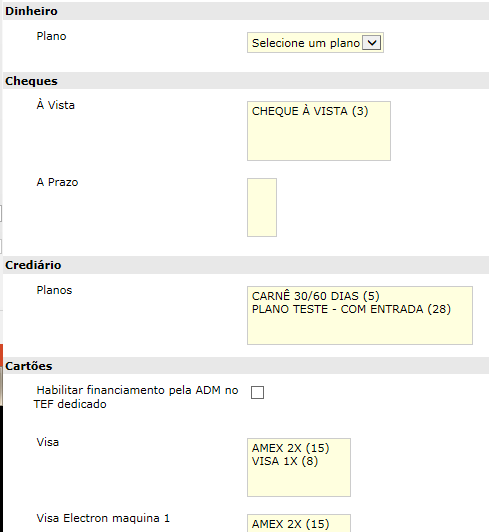 Dinheiro
Plano
Selecione um plano
Cheques
À Vista
CHEQUE À VISTA (3)
A Prazo
Crediário
Planos
CARNÊ 30/60 DIAS (5)
PLANO TESTE - COM ENTRADA (28)
Cartões
Habilitar financiamento pela ADM no
TEF dedicado
Visa
AMEX 2X (15)
VISA 1X (8)
Visa Electron maquina 1
AMEX 2X (15)